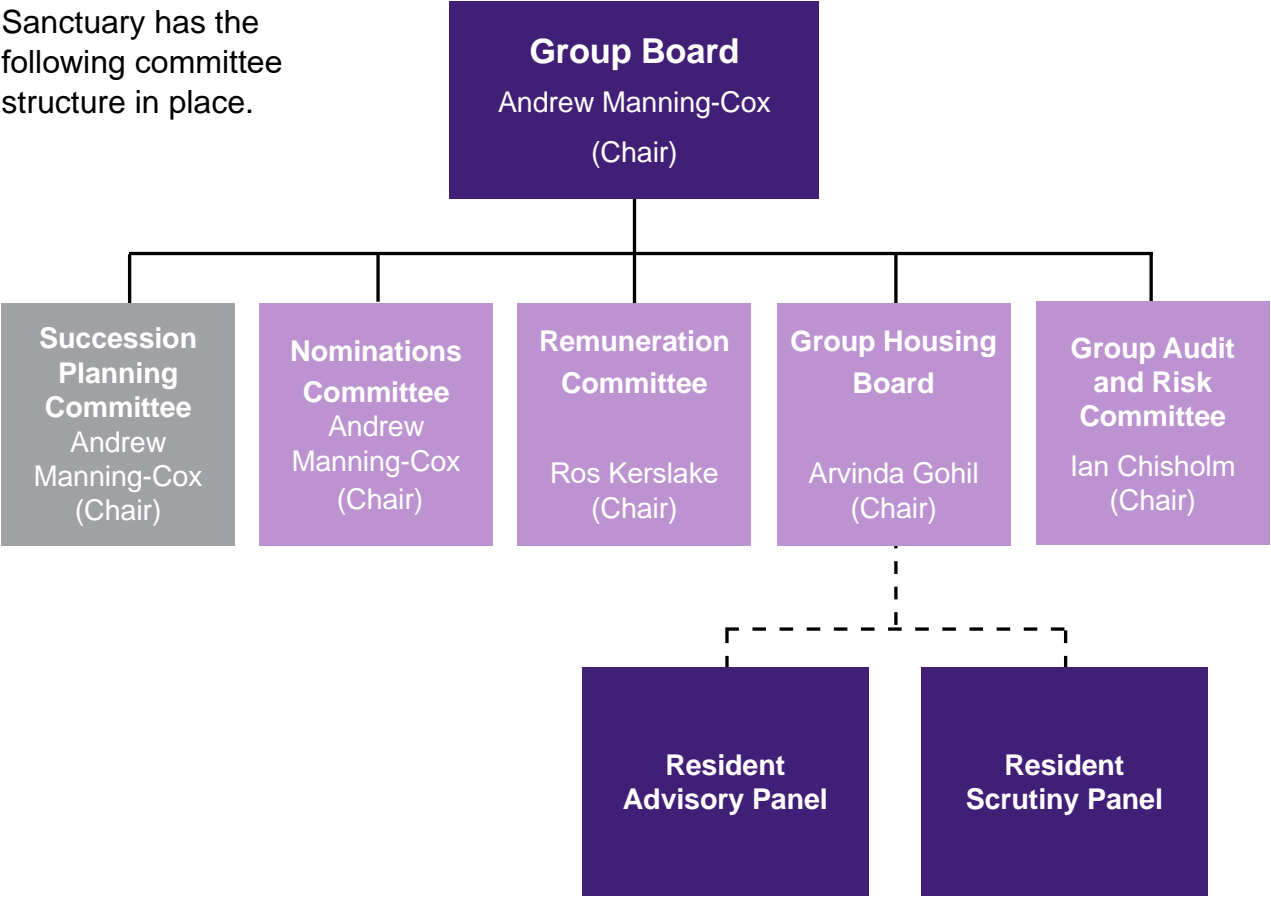 Sanctuary has the
following committee
structure in place.
Group Board
Andrew Manning-Cox
(Chair)
Succession
Planning
Committee
Andrew
Manning-Cox
(Chair)
Nominations
Committee
Andrew
Manning-Cox
(Chair)
Remuneration
Committee
Ros Kerslake
(Chair)
Group Housing
Board
Arvinda Gohil
(Chair)
Group Audit
and Risk
Committee
Ian Chisholm
(Chair)
Resident
Advisory Panel
Resident
Scrutiny Panel